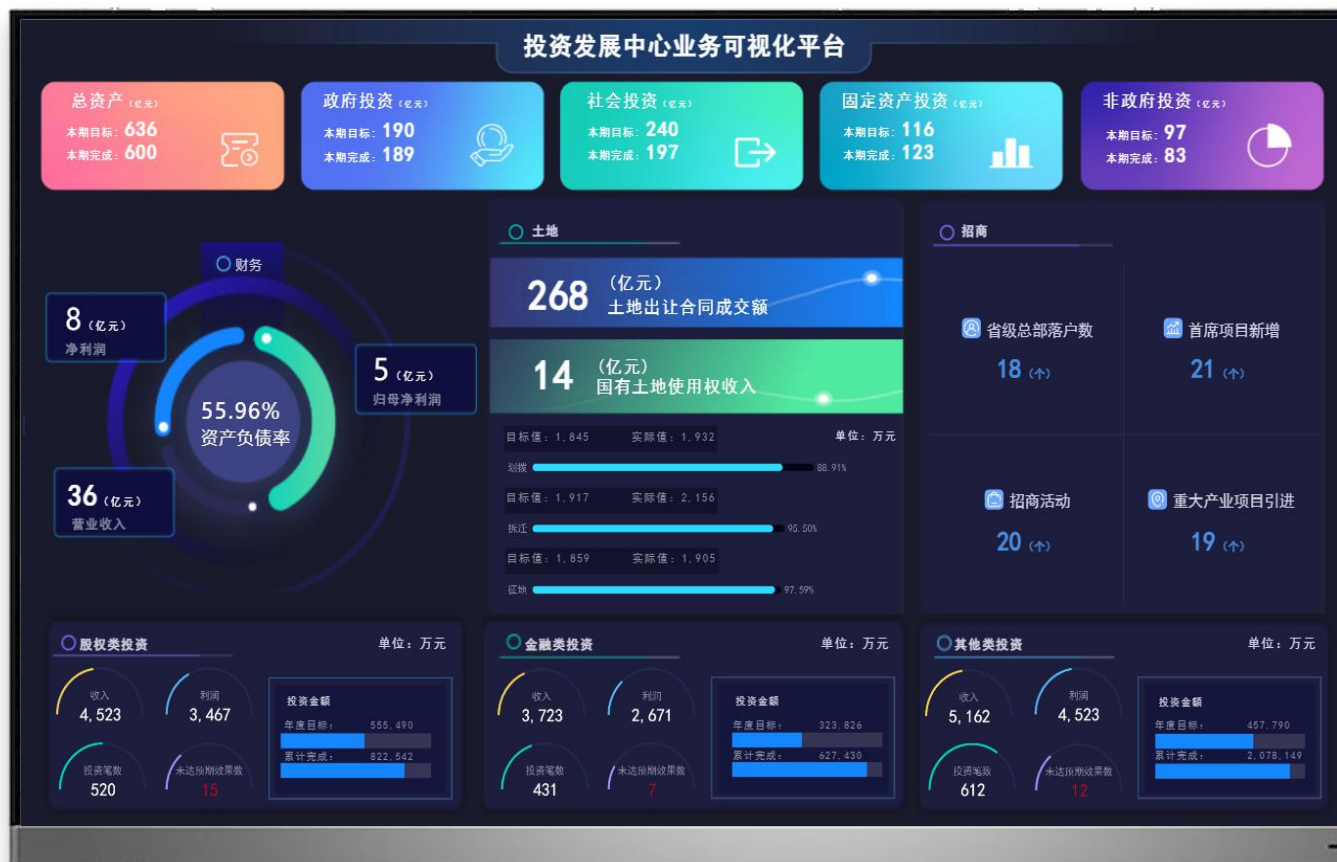 投资发展中心业务可视化平台
总资产(亿元)
本期目标: 636
本期完成: 600
政府投资(亿元)
本期目标: 190
本期完成: 189
社会投资(亿元)
本期目标: 240
本期完成: 197
固定资产投资(亿元)
本期目标: 116
本期完成: 123
非政府投资(亿元)
本期目标: 97
本期完成: 83
财务
8 (亿元)
净利润
5 (亿元)
归母净利润
55.96%
资产负债率
36 (亿元)
营业收入
土地
268 (亿元)
土地出让合同成交额
14 (亿元)
国有土地使用权收入
目标值: 1,845 实际值: 1,932 单位: 万元
划拨 88.91%
目标值: 1,917 实际值: 2,156
拆迁 95.50%
目标值: 1,859 实际值: 1,905
征地 97.59%
招商
省级总部落户数
18 (个)
首席项目新增
21 (个)
招商活动
20 (个)
重大产业项目引进
19 (个)
股权类投资 单位: 万元
收入
4,523
利润
3,467
投资笔数
520
未达预期效果数
15
投资金额
年度目标: 555,490
累计完成: 822,542
金融类投资 单位: 万元
收入
3,723
利润
2,671
投资笔数
431
未达预期效果数
7
投资金额
年度目标: 323,826
累计完成: 627,430
其他类投资 单位: 万元
收入
5,162
利润
4,523
投资笔数
612
未达预期效果数
12
投资金额
年度目标: 457,790
累计完成: 2,078,149